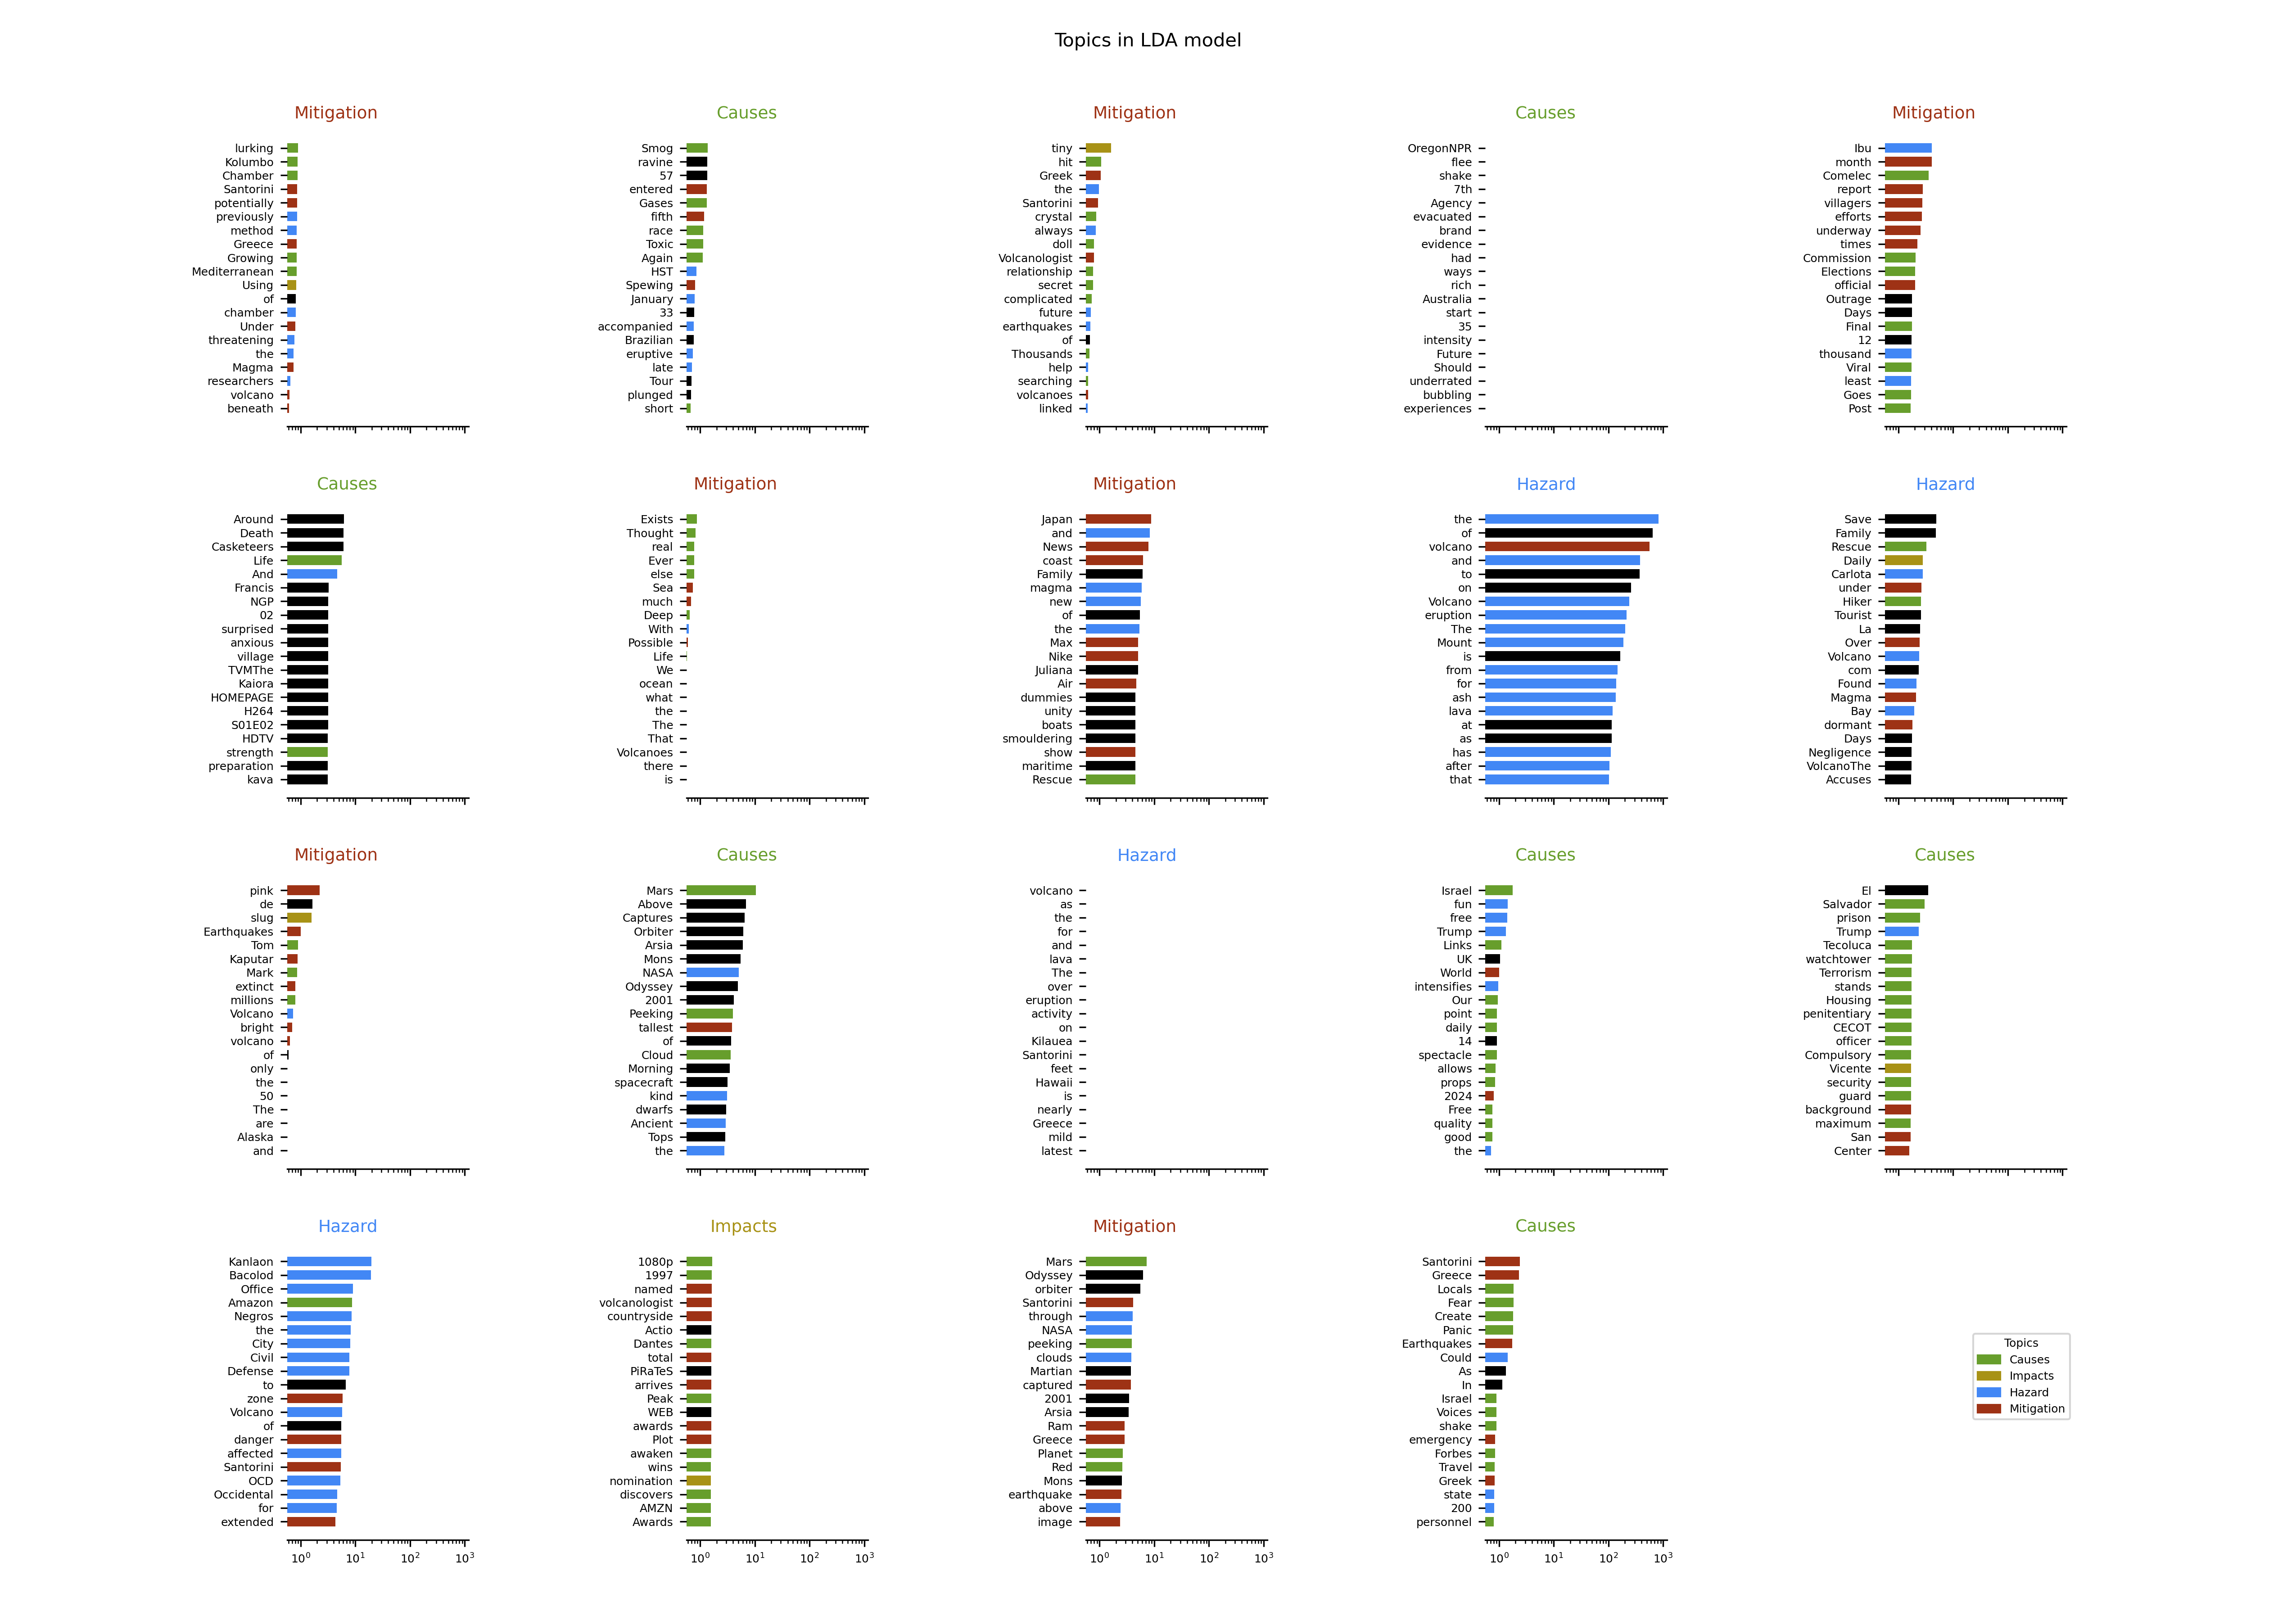 Topics in LDA model
Mitigation
lurking
Kolumbo
Chamber
Santorini
potentially
previously
method
Greece
Growing
Mediterranean
Using
of
chamber
Under
threatening
the
Magma
researchers
volcano
beneath
Causes
Smog
ravine
57
entered
Gases
fifth
race
Toxic
Again
HST
Spewing
January
33
accompanied
Brazilian
eruptive
late
Tour
plunged
short
Mitigation
tiny
hit
Greek
the
Santorini
crystal
always
doll
Volcanologist
relationship
secret
complicated
future
earthquakes
of
Thousands
help
searching
volcanoes
linked
Causes
OregonNPR
flee
shake
7th
Agency
evacuated
brand
evidence
had
ways
rich
Australia
start
35
intensity
Future
Should
underrated
bubbling
experiences
Mitigation
Ibu
month
Comelec
report
villagers
efforts
underway
times
Commission
Elections
official
Outrage
Days
Final
12
thousand
Viral
least
Goes
Post
Causes
Around
Death
Casketeers
Life
And
Francis
NGP
02
surprised
anxious
village
TVMThe
Kaiora
HOMEPAGE
H264
S01E02
HDTV
strength
preparation
kava
Mitigation
Exists
Thought
real
Ever
else
Sea
much
Deep
With
Possible
Life
We
ocean
what
the
The
That
Volcanoes
there
is
Mitigation
Japan
and
News
coast
Family
magma
new
of
the
Max
Nike
Juliana
Air
dummies
unity
boats
smouldering
show
maritime
Rescue
Hazard
the
of
volcano
and
to
on
Volcano
eruption
The
Mount
is
from
for
ash
lava
at
as
has
after
that
Hazard
Save
Family
Rescue
Daily
Carlota
under
Hiker
Tourist
La
Over
Volcano
com
Found
Magma
Bay
dormant
Days
Negligence
VolcanoThe
Accuses
Mitigation
pink
de
slug
Earthquakes
Tom
Kaputar
Mark
extinct
millions
Volcano
bright
volcano
of
only
the
50
The
are
Alaska
and
Causes
Mars
Above
Captures
Orbiter
Arsia
Mons
NASA
Odyssey
2001
Peeking
tallest
of
Cloud
Morning
spacecraft
kind
dwarfs
Ancient
Tops
the
Hazard
volcano
as
the
for
and
lava
The
over
eruption
activity
on
Kilauea
Santorini
feet
Hawaii
is
nearly
Greece
mild
latest
Causes
Israel
fun
free
Trump
Links
UK
World
intensifies
Our
point
daily
14
spectacle
allows
props
2024
Free
quality
good
the
Causes
El
Salvador
prison
Trump
Tecoluca
watchtower
Terrorism
stands
Housing
penitentiary
CECOT
officer
Compulsory
Vicente
security
guard
background
maximum
San
Center
Hazard
Kanlaon
Bacolod
Office
Amazon
Negros
the
City
Civil
Defense
to
zone
Volcano
of
danger
affected
Santorini
OCD
Occidental
for
extended
10⁰ 10¹ 10² 10³
Impacts
1080p
1997
named
volcanologist
countryside
Actio
Dantes
total
PiRaTeS
arrives
Peak
WEB
awards
Plot
awaken
wins
nomination
discovers
AMZN
Awards
10⁰ 10¹ 10² 10³
Mitigation
Mars
Odyssey
orbiter
Santorini
through
NASA
peeking
clouds
Martian
captured
2001
Arsia
Ram
Greece
Planet
Red
Mons
earthquake
above
image
10⁰ 10¹ 10² 10³
Causes
Santorini
Greece
Locals
Fear
Create
Panic
Earthquakes
Could
As
In
Israel
Voices
shake
emergency
Forbes
Travel
Greek
state
200
personnel
10⁰ 10¹ 10² 10³
Topics
Causes
Impacts
Hazard
Mitigation